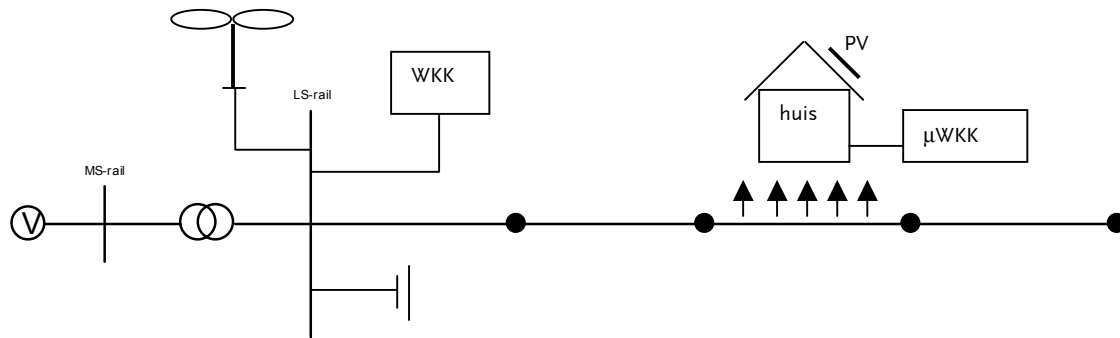 PV
WKK
LS-rail
huis
µWKK
MS-rail
V